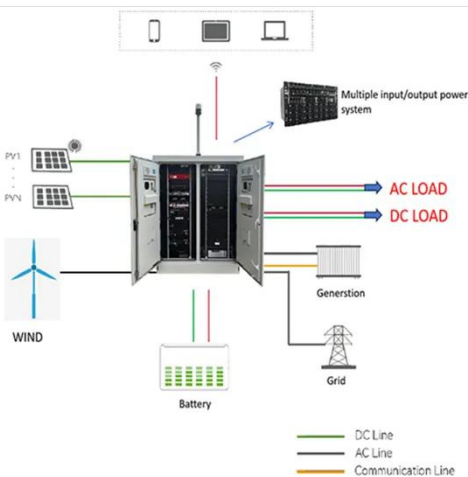 Multiple input/output power
system
PV1
PVN
AC LOAD
DC LOAD
WIND
Generstion
Grid
Battery
DC Line
AC Line
Communication Line